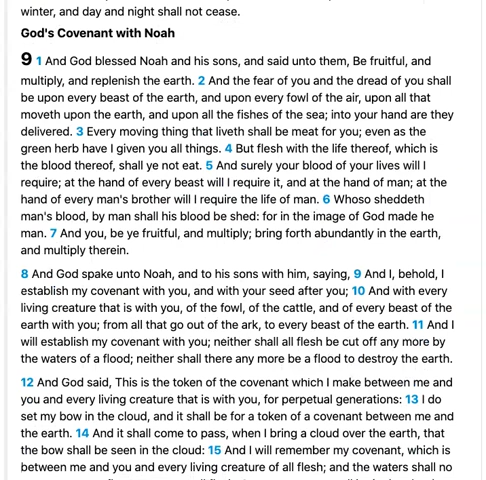 winter, and day and night shall not cease.
God's Covenant with Noah
9 1 And God blessed Noah and his sons, and said unto them, Be fruitful, and
multiply, and replenish the earth. 2 And the fear of you and the dread of you shall
be upon every beast of the earth, and upon every fowl of the air, upon all that
moveth upon the earth, and upon all the fishes of the sea; into your hand are they
delivered. 3 Every moving thing that liveth shall be meat for you; even as the
green herb have I given you all things. 4 But flesh with the life thereof, which is
the blood thereof, shall ye not eat. 5 And surely your blood of your lives will I
require; at the hand of every beast will I require it, and at the hand of man; at the
hand of every man's brother will I require the life of man. 6 Whoso sheddeth
man's blood, by man shall his blood be shed: for in the image of God made he
man. 7 And you, be ye fruitful, and multiply; bring forth abundantly in the earth,
and multiply therein.
8 And God spake unto Noah, and to his sons with him, saying, 9 And I, behold, I
establish my covenant with you, and with your seed after you; 10 And with every
living creature that is with you, of the fowl, of the cattle, and of every beast of the
earth with you; from all that go out of the ark, to every beast of the earth. 11 And I
will establish my covenant with you; neither shall all flesh be cut off any more by
the waters of a flood; neither shall there any more be a flood to destroy the earth.
12 And God said, This is the token of the covenant which I make between me and
you and every living creature that is with you, for perpetual generations: 13 I do
set my bow in the cloud, and it shall be for a token of a covenant between me and
the earth. 14 And it shall come to pass, when I bring a cloud over the earth, that
the bow shall be seen in the cloud: 15 And I will remember my covenant, which is
between me and you and every living creature of all flesh; and the waters shall no